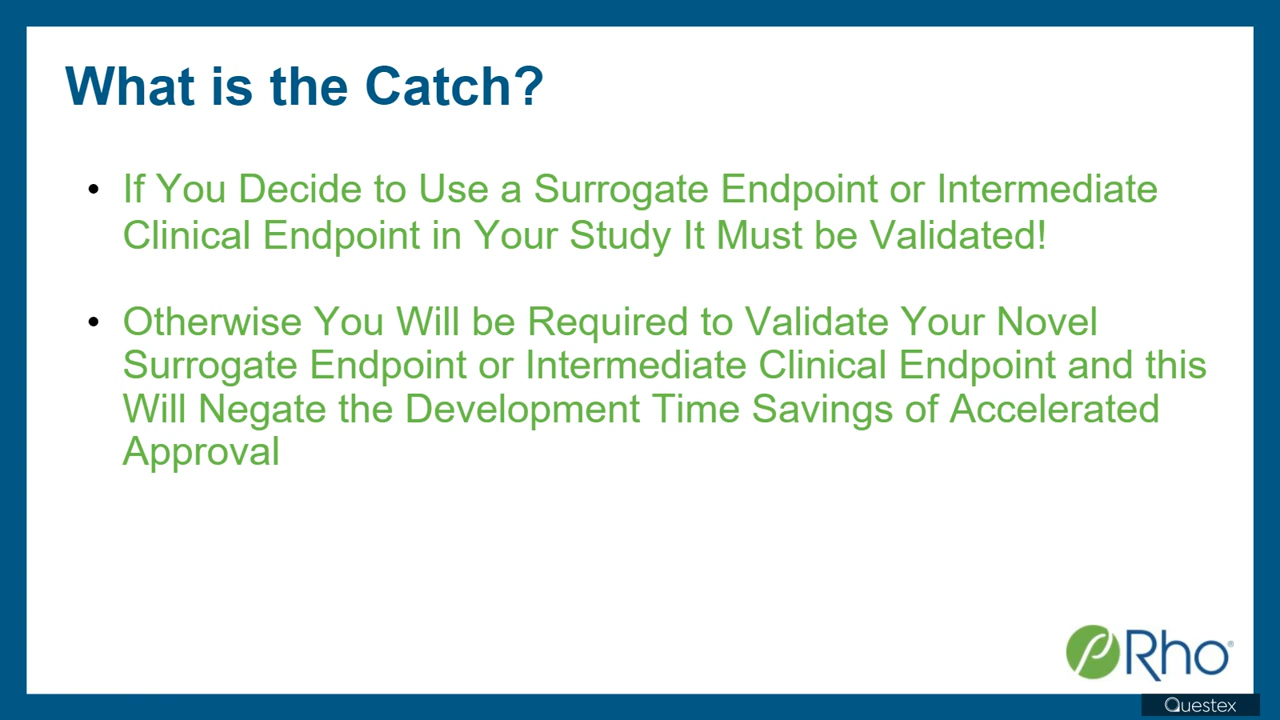 What is the Catch?
• If You Decide to Use a Surrogate Endpoint or Intermediate
Clinical Endpoint in Your Study It Must be Validated!
• Otherwise You Will be Required to Validate Your Novel
Surrogate Endpoint or Intermediate Clinical Endpoint and this
Will Negate the Development Time Savings of Accelerated
Approval
Rho®
Questex